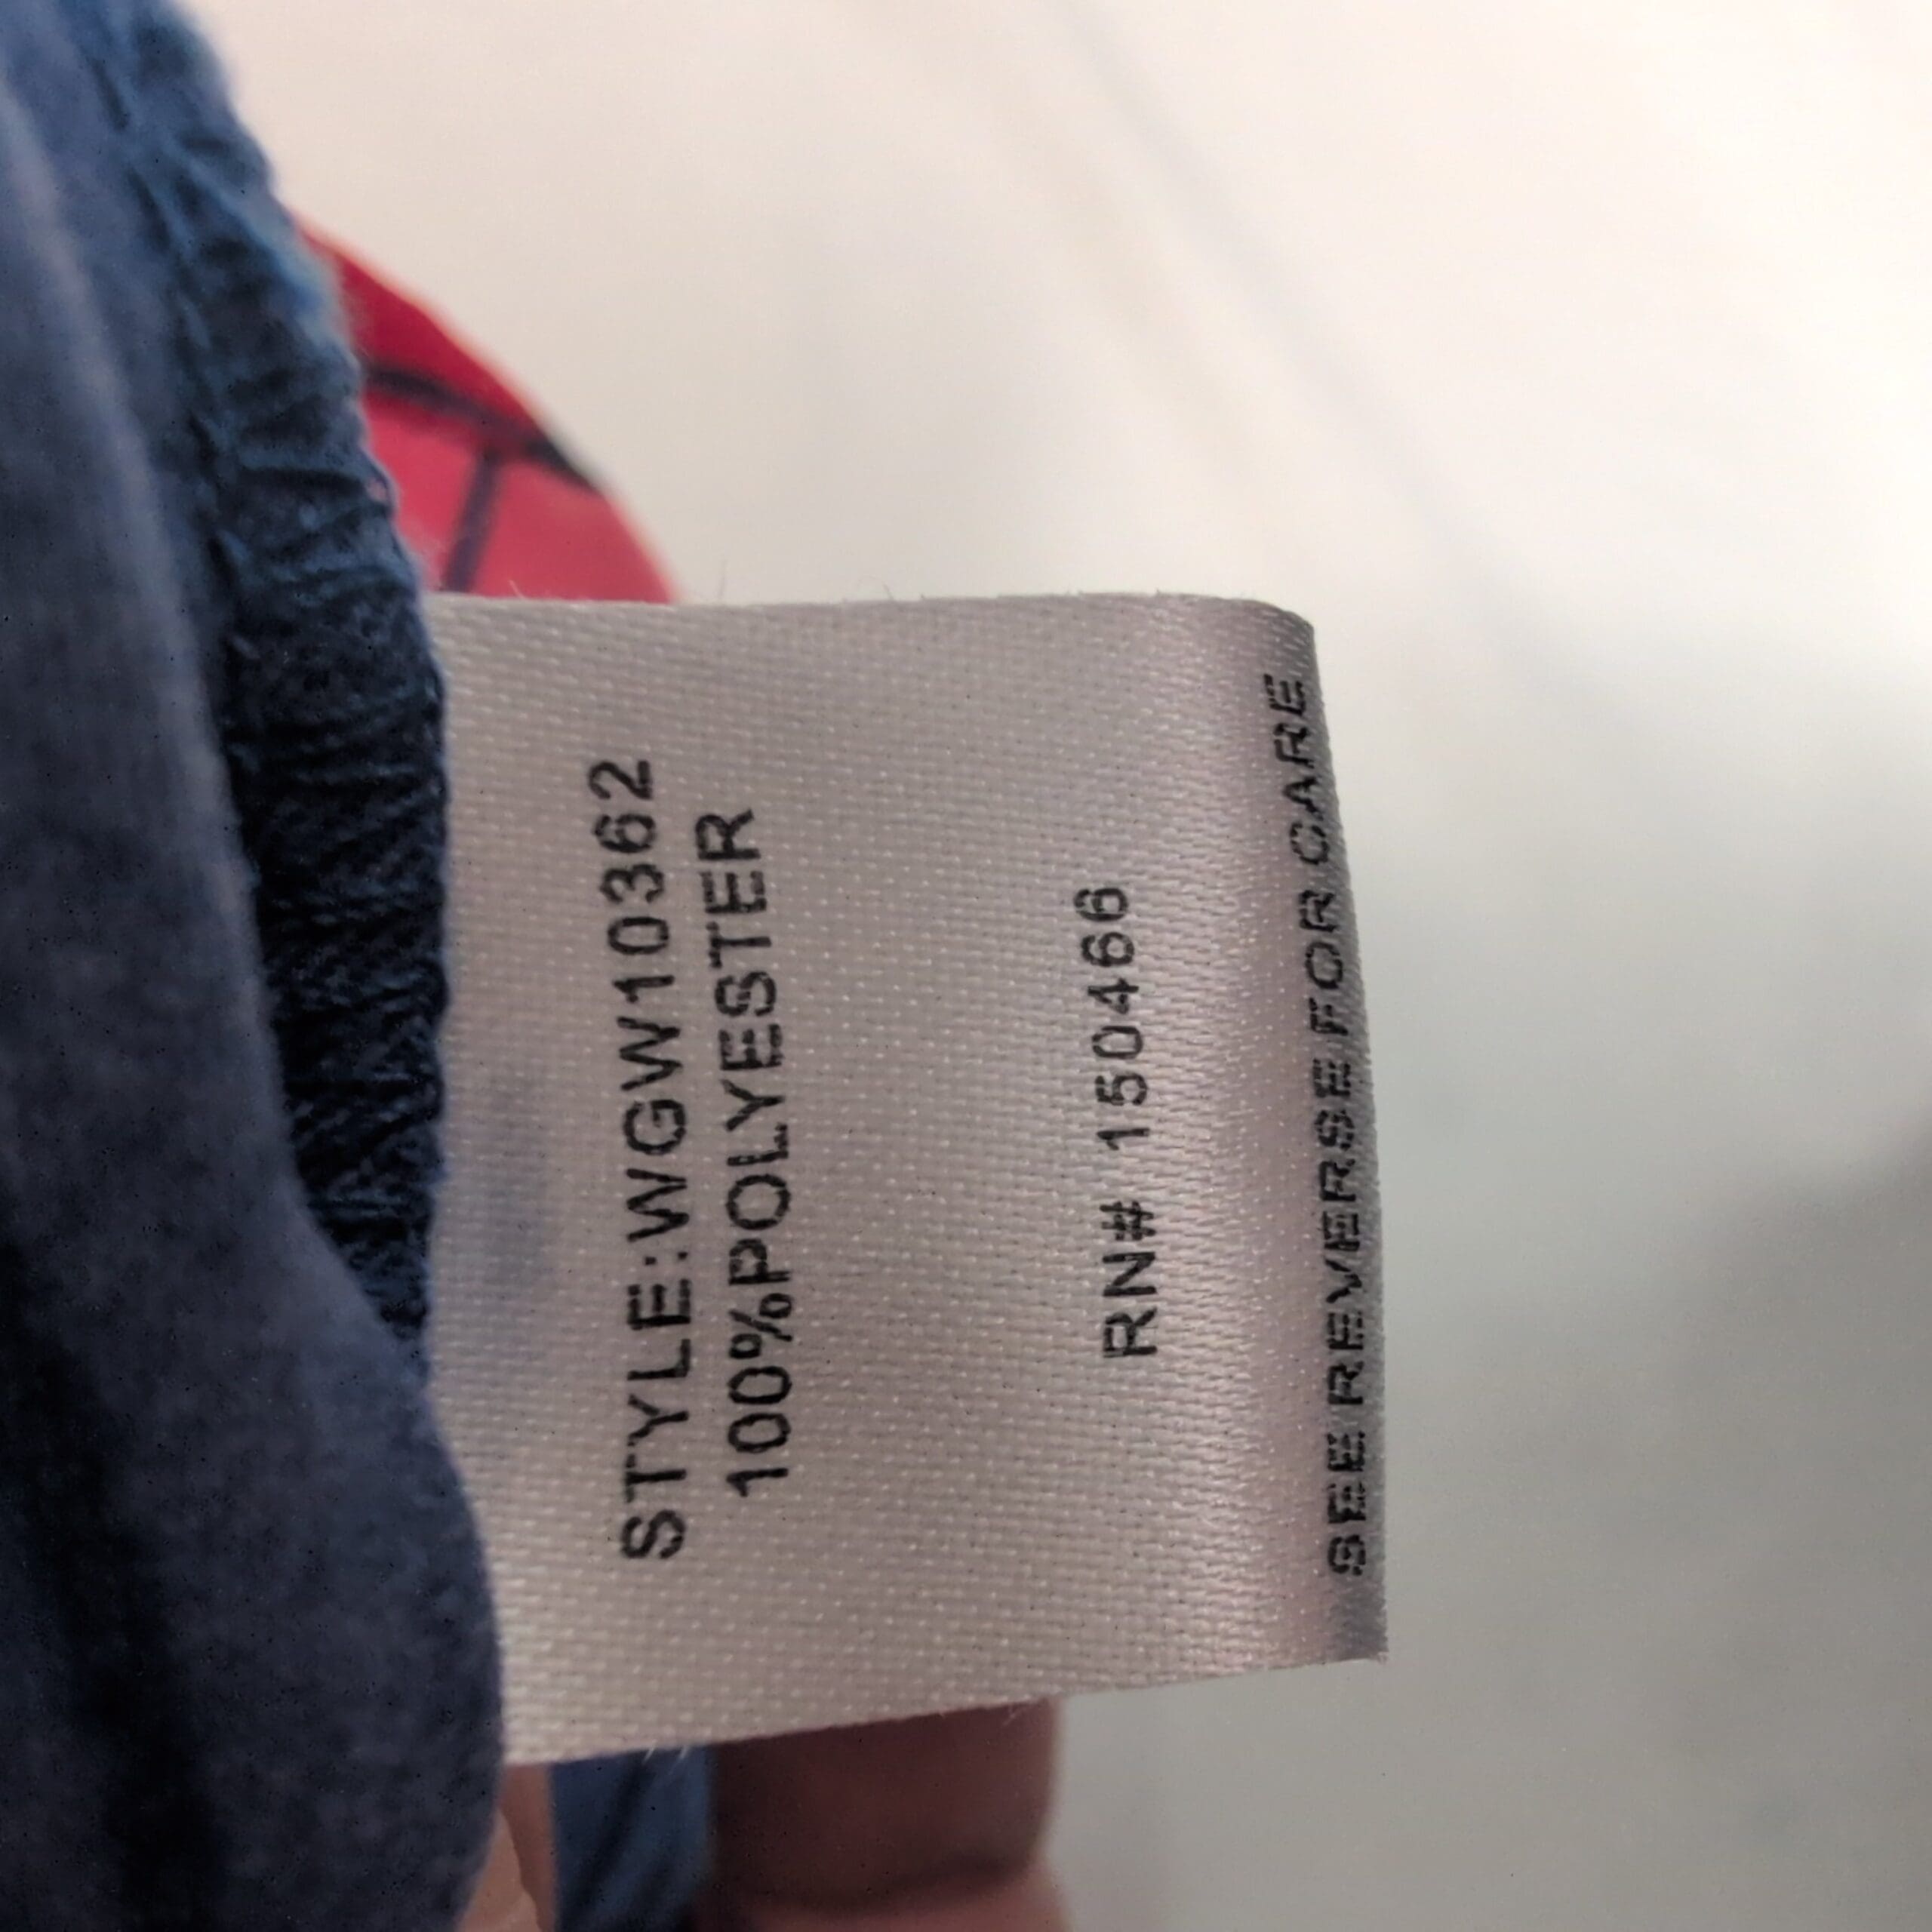 STYLE:WGW10362
100%POLYESTER
RN# 150466
SEE REVERSE FOR CARE